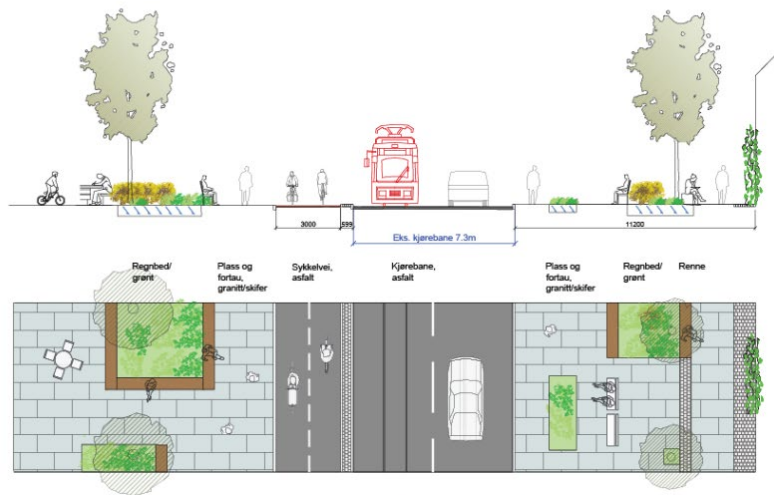 3000
599
11200
Eks. kjørebane 7.3m
Regnbed/
grønt
Plass og
fortau,
granitt/skifer
Sykkelvei,
asfalt
Kjørebane,
asfalt
Plass og
fortau,
granitt/skifer
Regnbed/
grønt
Renne